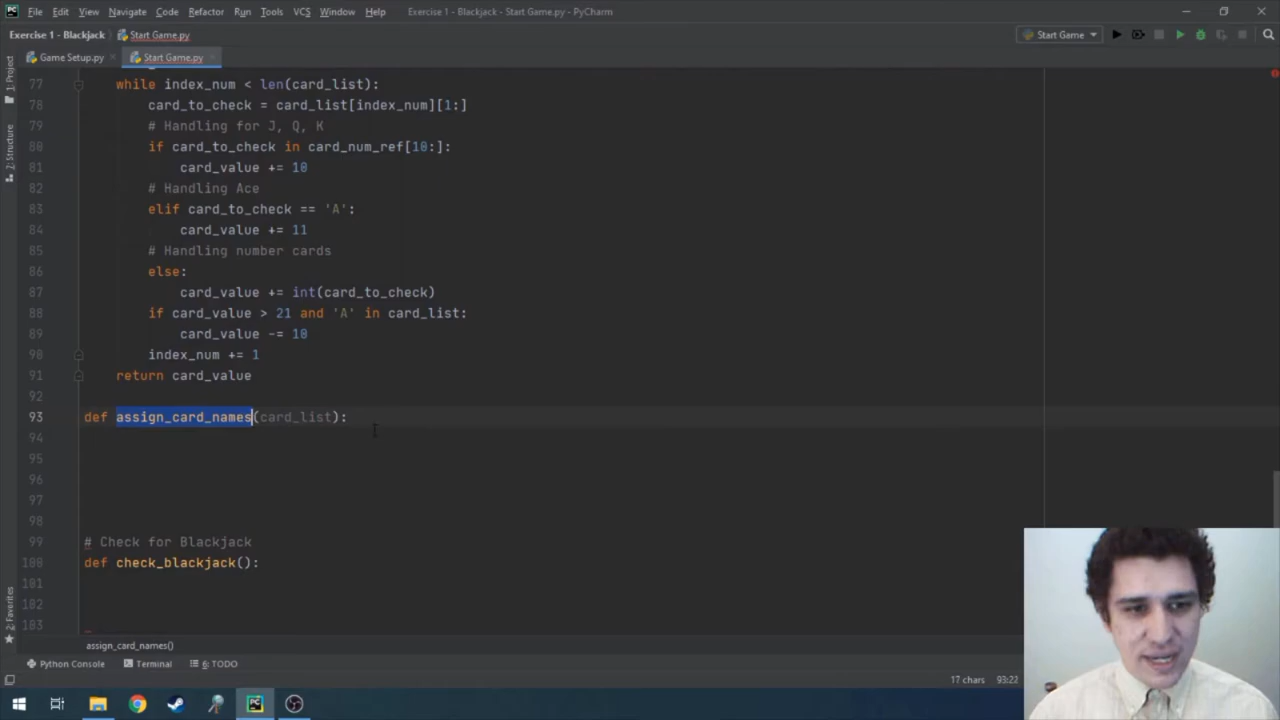 File Edit View Navigate Code Refactor Run Tools VCS Window Help Exercise 1 - Blackjack - Start Game.py - PyCharm
Exercise 1 - Blackjack Start Game.py Start Game
Game Setup.py Start Game.py
1: Project
7: Structure
2: Favorites
77 while index_num < len(card_list):
78 card_to_check = card_list[index_num][1:]
79 # Handling for J, Q, K
80 if card_to_check in card_num_ref[10:]:
81 card_value += 10
82 # Handling Ace
83 elif card_to_check == 'A':
84 card_value += 11
85 # Handling number cards
86 else:
87 card_value += int(card_to_check)
88 if card_value > 21 and 'A' in card_list:
89 card_value -= 10
90 index_num += 1
91 return card_value
92
93 def assign_card_names(card_list):
94
95
96
97
98
99 # Check for Blackjack
100 def check_blackjack():
101
102
103
assign_card_names()
Python Console Terminal 6: TODO
17 chars 93:22